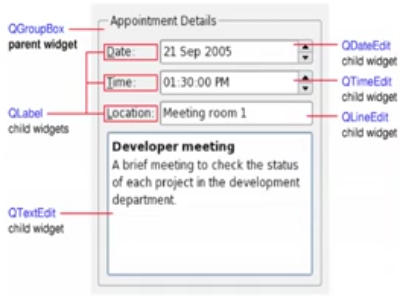 Appointment Details
QGroupBox
parent widget
Date: 21 Sep 2005
QDateEdit
child widget
Time: 01:30:00 PM
QTimeEdit
child widget
QLabel
child widgets
Location: Meeting room 1
QLineEdit
child widget
Developer meeting
A brief meeting to check the status
of each project in the development
department.
QTextEdit
child widget